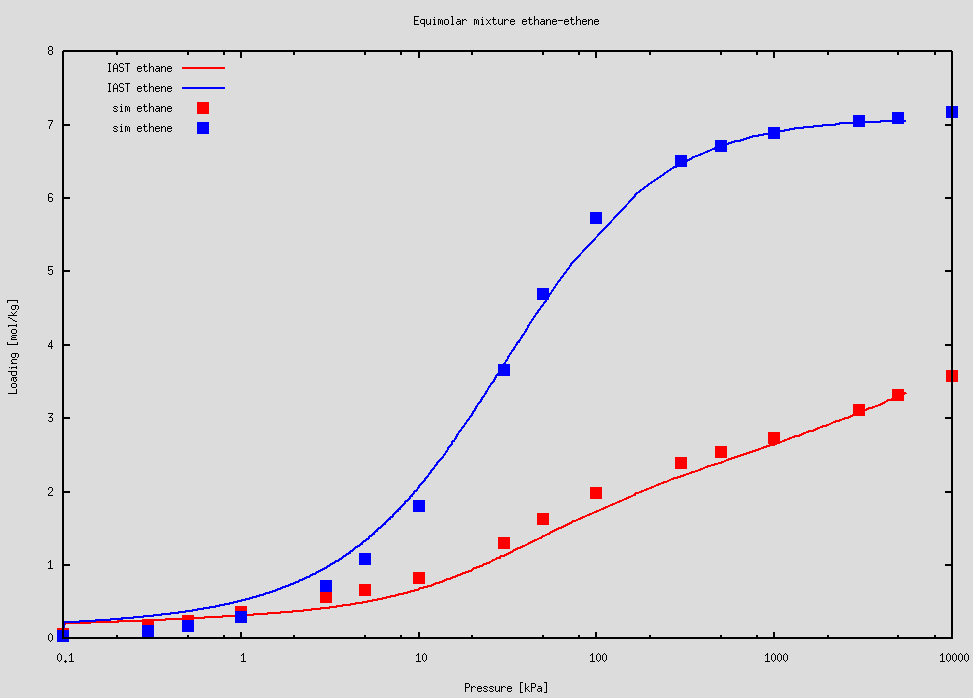 Equimolar mixture ethane-ethene
8
7
6
5
4
3
2
1
0
IAST ethane
IAST ethene
sim ethane
sim ethene
Loading [mol/kg]
0.1 1 10 100 1000 10000
Pressure [kPa]